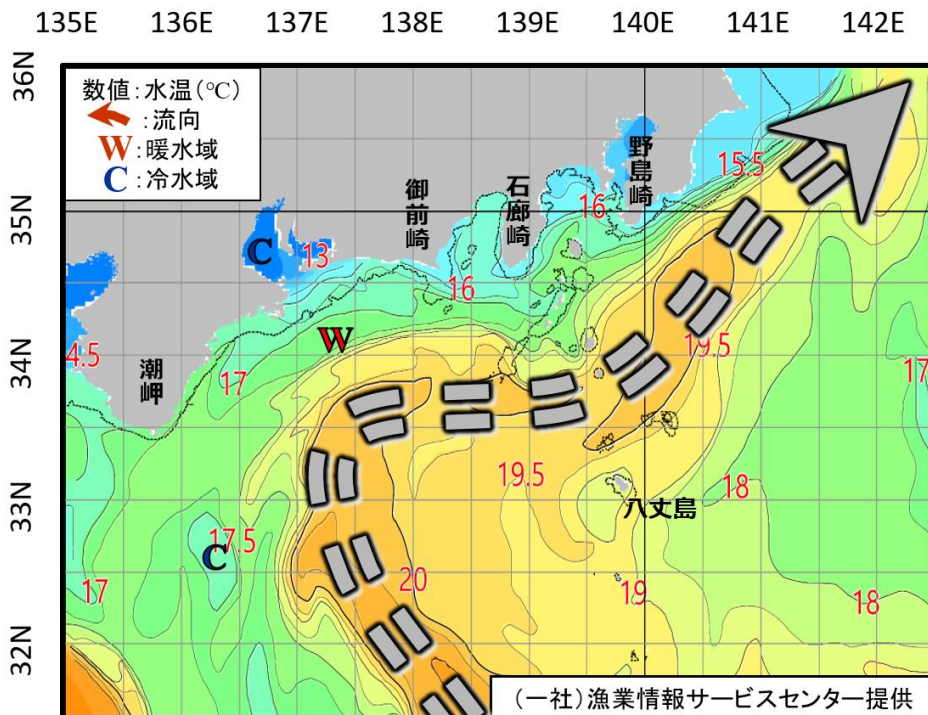 135E 136E 137E 138E 139E 140E 141E 142E
36N
数値:水温(℃)
:流向
W:暖水域
C:冷水域
野島崎
石廊崎
御前崎
15.5
16
35N
C
13
16
W
19.5
34N
4.5
潮岬
17
17
19.5
18
33N
八丈島
17.5
C
20
19
18
17
32N
(一社)漁業情報サービスセンター提供